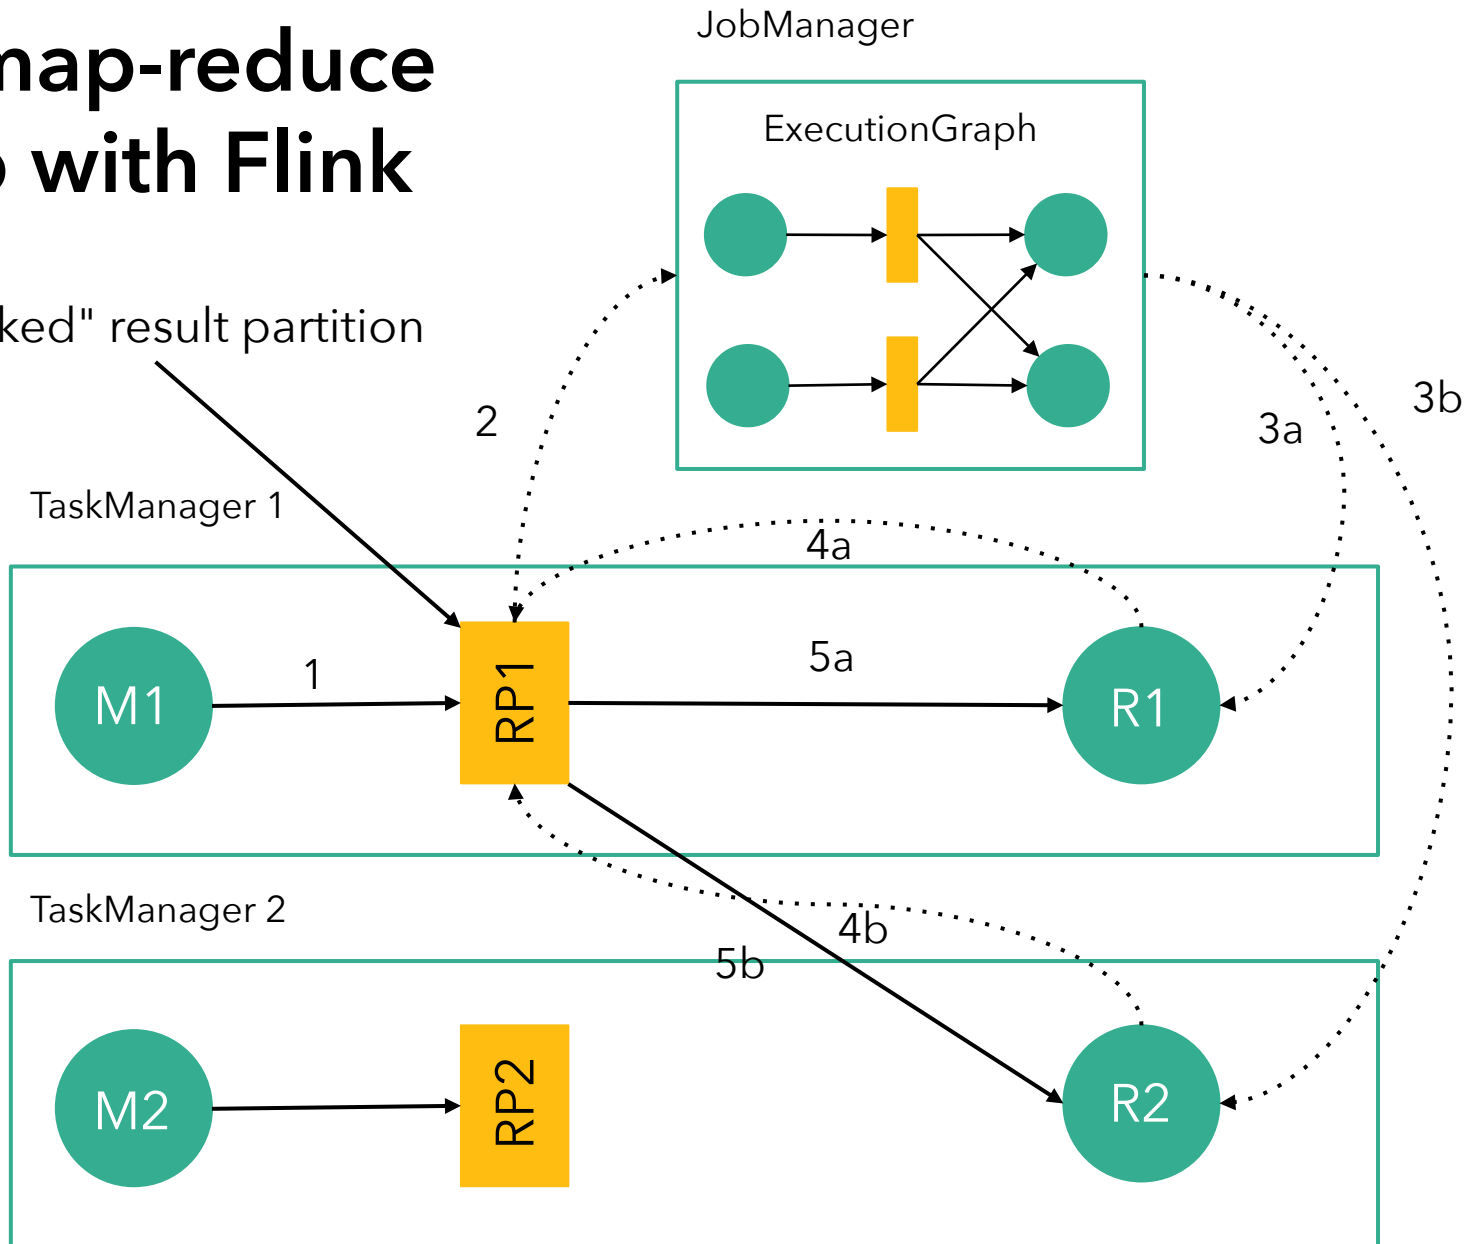 map-reduce
with Flink
JobManager
ExecutionGraph
ked" result partition
2
3a
3b
TaskManager 1
4a
M1
1
RP1
5a
R1
TaskManager 2
4b
5b
M2
RP2
R2